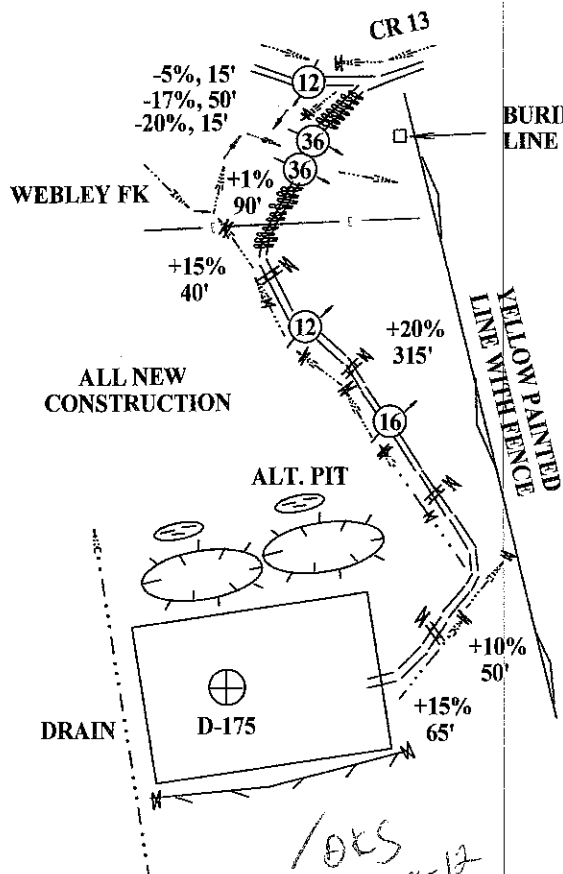 CR 13
-5%, 15'
-17%, 50'
-20%, 15'
12
36
36
LINE
WEBLEY FK
+1%
90'
E
E
+15%
40'
12
+20%
315'
YELLOW PAINTED
LINE WITH FENCE
ALL NEW
CONSTRUCTION
16
ALT. PIT
+10%
50'
D-175
DRAIN
+15%
65'